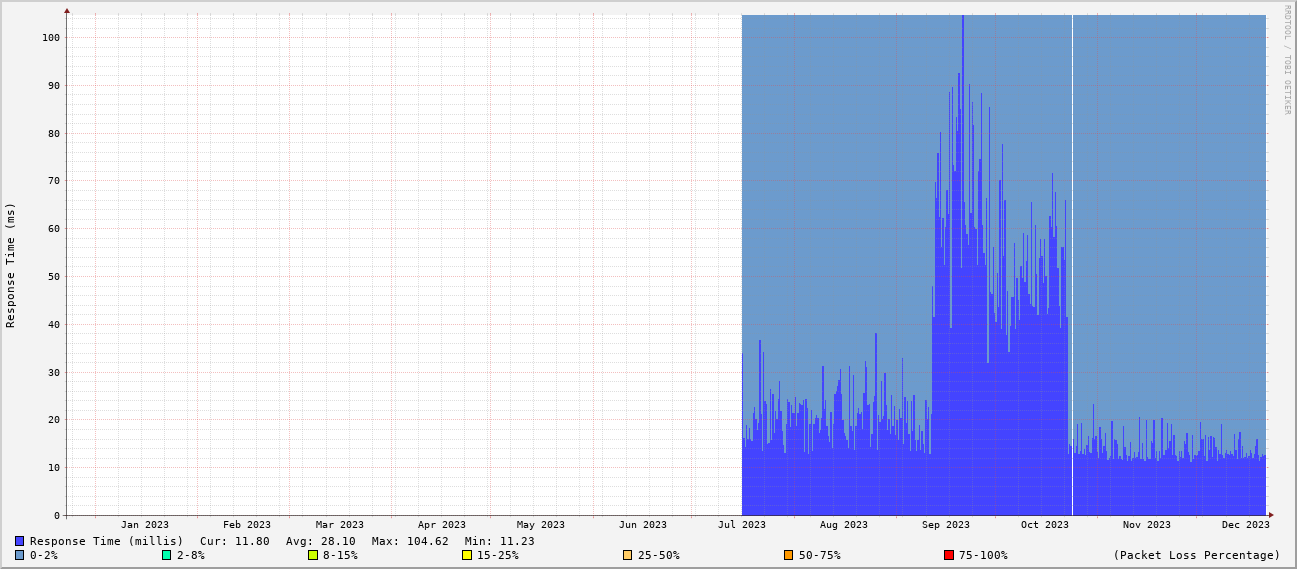 RRDTOOL / TOBI OETIKER
Response Time (ms)
100
90
80
70
60
50
40
30
20
10
0
Jan 2023 Feb 2023 Mar 2023 Apr 2023 May 2023 Jun 2023 Jul 2023 Aug 2023 Sep 2023 Oct 2023 Nov 2023 Dec 2023
Response Time (millis) Cur: 11.80 Avg: 28.10 Max: 104.62 Min: 11.23
0-2% 2-8% 8-15% 15-25% 25-50% 50-75% 75-100% (Packet Loss Percentage)